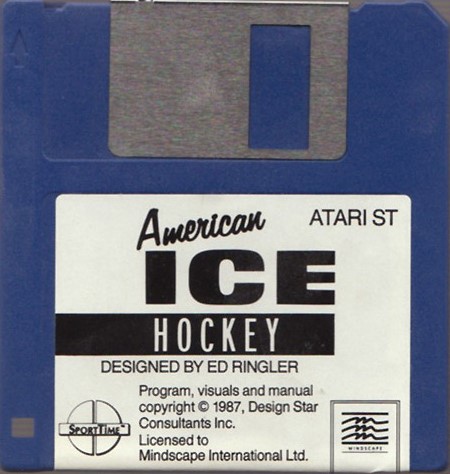 American
ATARI ST
ICE
HOCKEY
DESIGNED BY ED RINGLER
Program, visuals and manual
copyright © 1987, Design Star
Consultants Inc.
Licensed to
Mindscape International Ltd.
SPORTTIME™
MINDSCAPE